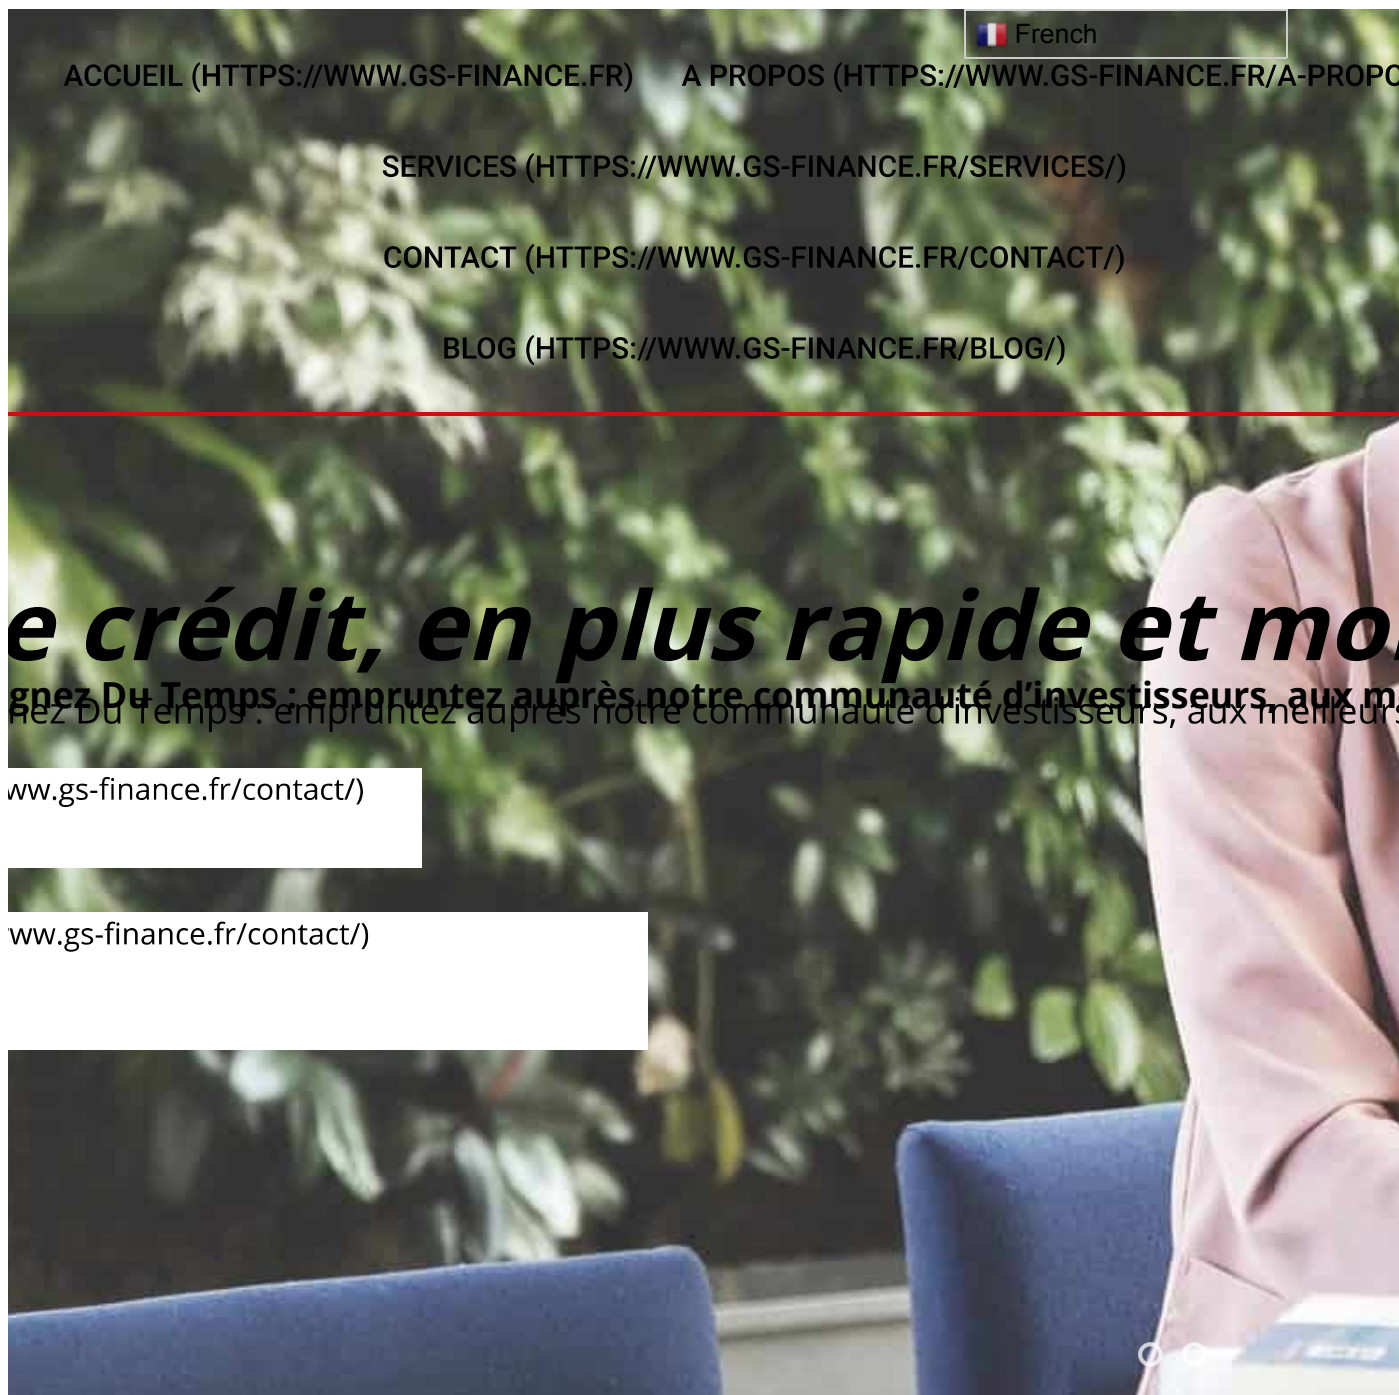 French
ACCUEIL (HTTPS://WWW.GS-FINANCE.FR) A PROPOS (HTTPS://WWW.GS-FINANCE.FR/A-PROPO
SERVICES (HTTPS://WWW.GS-FINANCE.FR/SERVICES/)
CONTACT (HTTPS://WWW.GS-FINANCE.FR/CONTACT/)
BLOG (HTTPS://WWW.GS-FINANCE.FR/BLOG/)
e crédit, en plus rapide et moi
gnez Du Temps : empruntez auprès notre communauté d’investisseurs, aux m
nez Du Temps : empruntez auprès notre communauté d’investisseurs, aux meilleurs
ww.gs-finance.fr/contact/)
ww.gs-finance.fr/contact/)